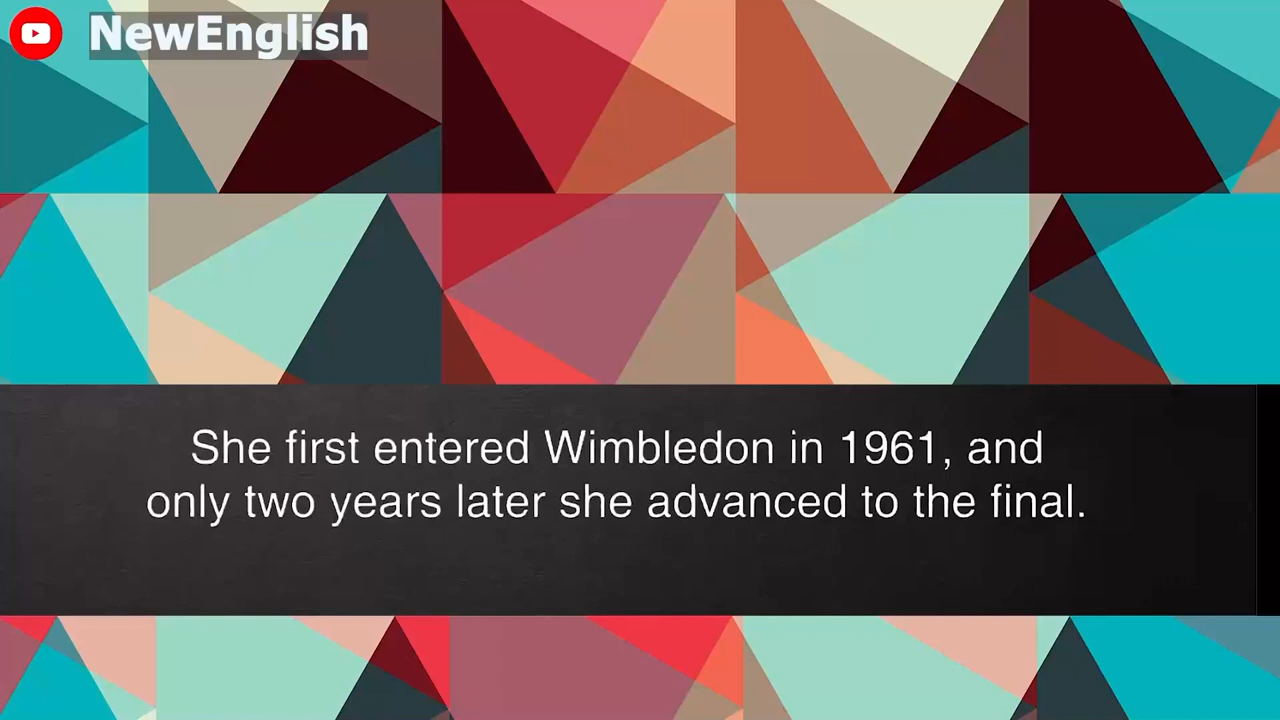 NewEnglish
She first entered Wimbledon in 1961, and
only two years later she advanced to the final.